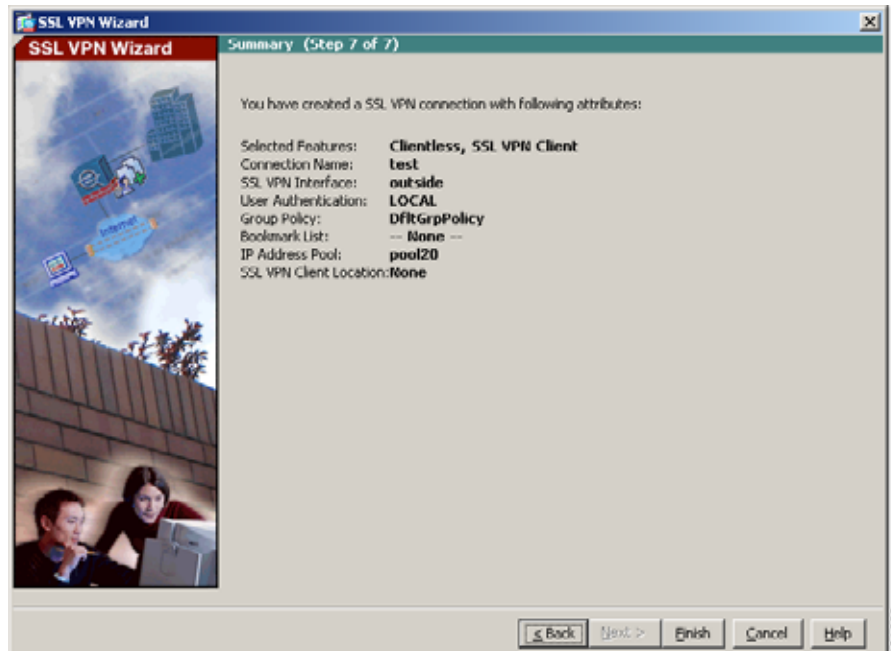 SSL VPN Wizard
SSL VPN Wizard
Summary (Step 7 of 7)
You have created a SSL VPN connection with following attributes:
Selected Features: Clientless, SSL VPN Client
Connection Name: test
SSL VPN Interface: outside
User Authentication: LOCAL
Group Policy: DfltGrpPolicy
Bookmark List: -- None --
IP Address Pool: pool20
SSL VPN Client Location:None
Internet
< Back Next > Finish Cancel Help